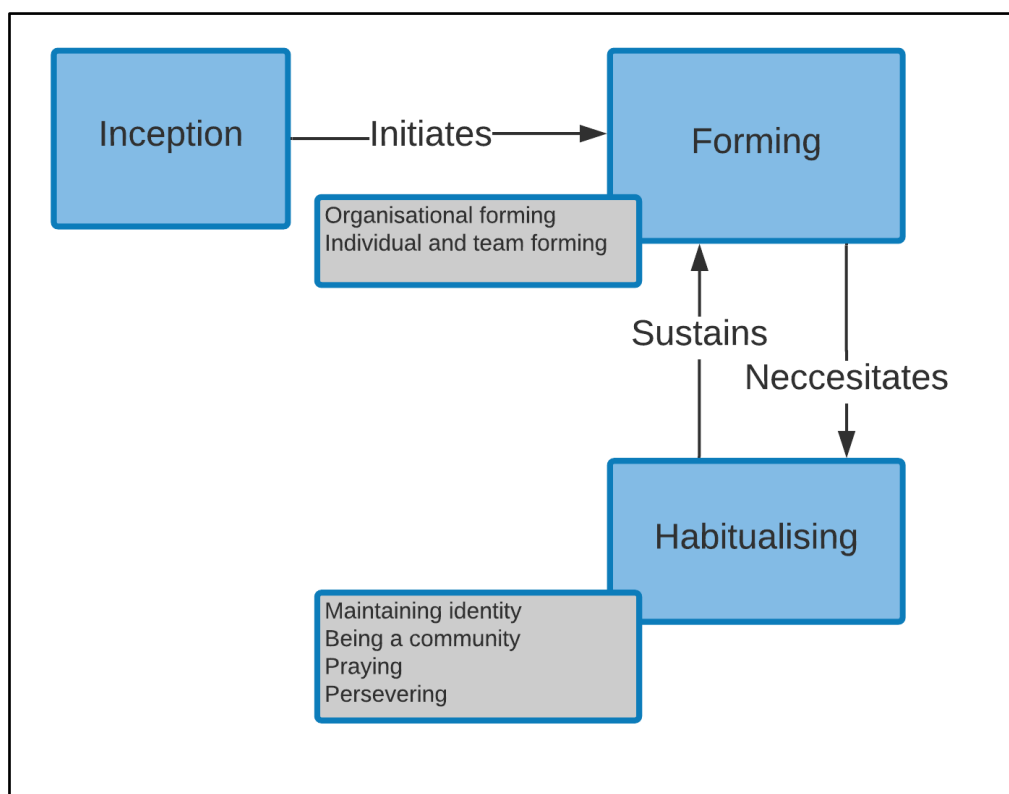 Inception
Initiates
Forming
Organisational forming
Individual and team forming
Sustains
Neccesitates
Habitualising
Maintaining identity
Being a community
Praying
Persevering